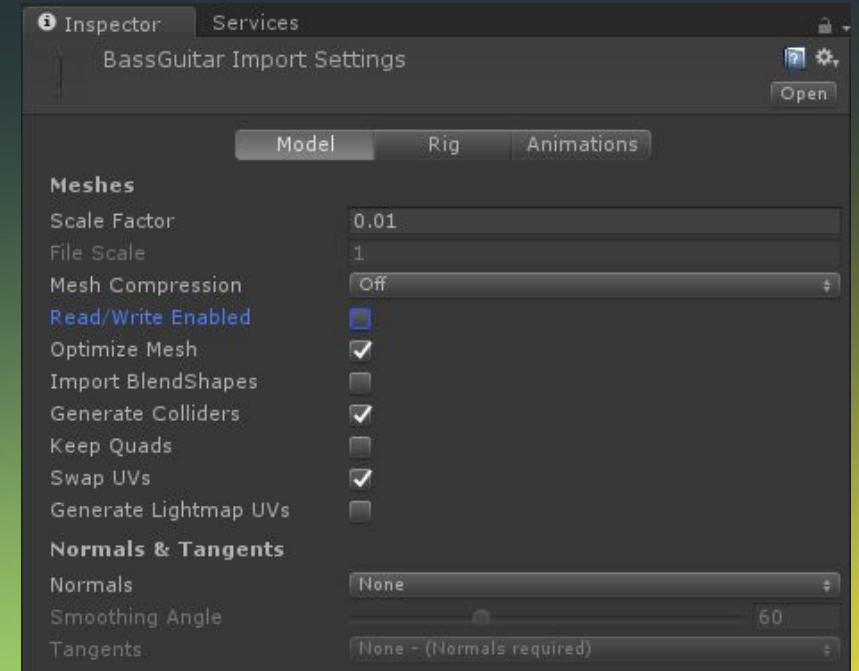 Inspector Services
BassGuitar Import Settings
Open
Model Rig Animations
Meshes
Scale Factor 0.01
File Scale 1
Mesh Compression Off
Read/Write Enabled
Optimize Mesh
Import BlendShapes
Generate Colliders
Keep Quads
Swap UVs
Generate Lightmap UVs
Normals & Tangents
Normals None
Smoothing Angle 60
Tangents None - (Normals required)